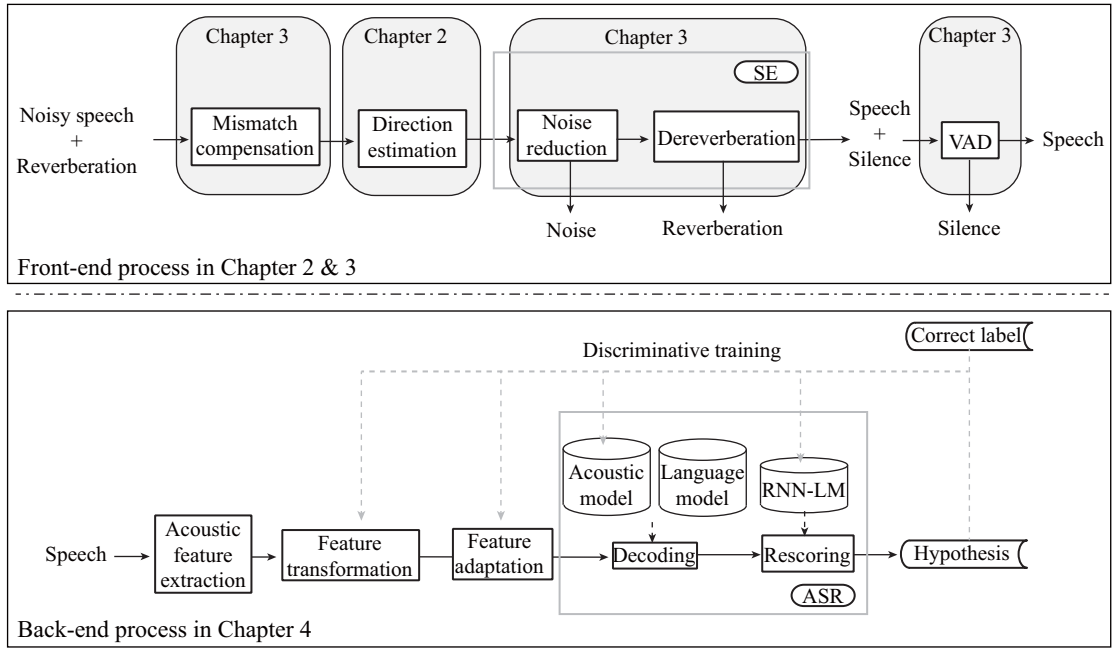 Chapter 3
Chapter 2
Chapter 3
Chapter 3
SE
Noisy speech
+
Reverberation
Mismatch
compensation
Direction
estimation
Noise
reduction
Dereverberation
Speech
+
Silence
VAD
Speech
Noise
Reverberation
Silence
Front-end process in Chapter 2 & 3
Correct label
Discriminative training
Acoustic
model
Language
model
RNN-LM
Speech
Acoustic
feature
extraction
Feature
transformation
Feature
adaptation
Decoding
Rescoring
Hypothesis
ASR
Back-end process in Chapter 4